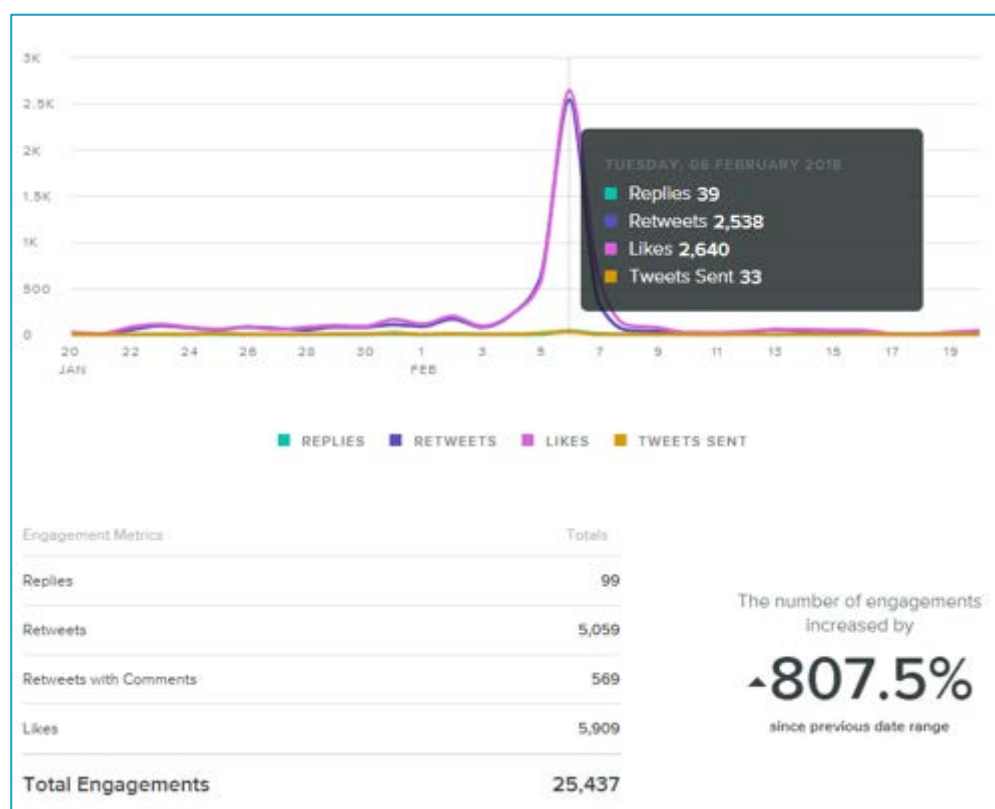 3K
2.5K
2K
1.5K
1K
500
0
TUESDAY, 06 FEBRUARY 2018
Replies 39
Retweets 2,538
Likes 2,640
Tweets Sent 33
20 22 24 26 28 30 1 3 5 7 9 11 13 15 17 19
JAN FEB
REPLIES RETWEETS LIKES TWEETS SENT
Engagement Metrics Totals
Replies 99
Retweets 5,059
Retweets with Comments 569
Likes 5,909
Total Engagements 25,437
The number of engagements
increased by
807.5%
since previous date range